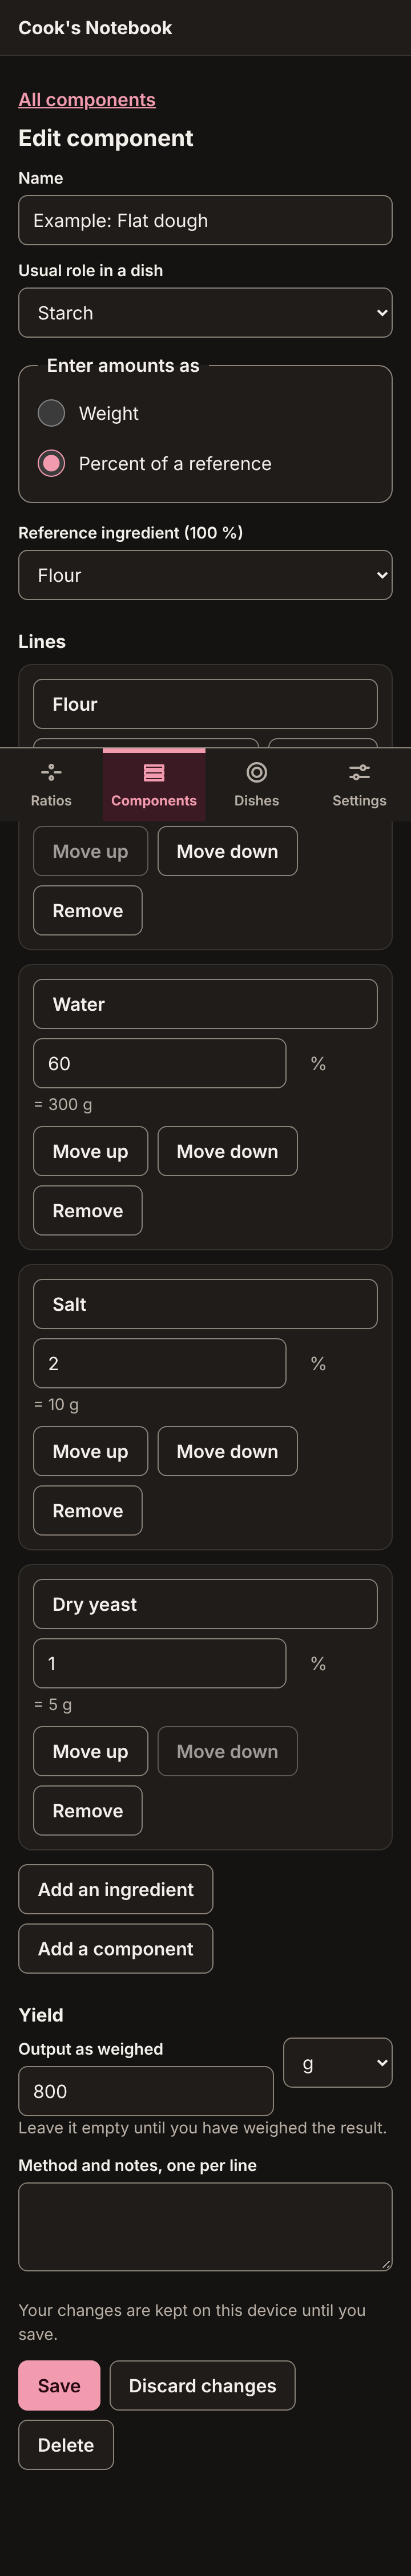 Cook's Notebook
All components
Edit component
Name
Example: Flat dough
Usual role in a dish
Starch
Enter amounts as
Weight
Percent of a reference
Reference ingredient (100 %)
Flour
Lines
Flour
Ratios
Components
Dishes
Settings
Move up
Move down
Remove
Water
60
%
= 300 g
Move up
Move down
Remove
Salt
2
%
= 10 g
Move up
Move down
Remove
Dry yeast
1
%
= 5 g
Move up
Move down
Remove
Add an ingredient
Add a component
Yield
Output as weighed
g
800
Leave it empty until you have weighed the result.
Method and notes, one per line
Your changes are kept on this device until you
save.
Save
Discard changes
Delete